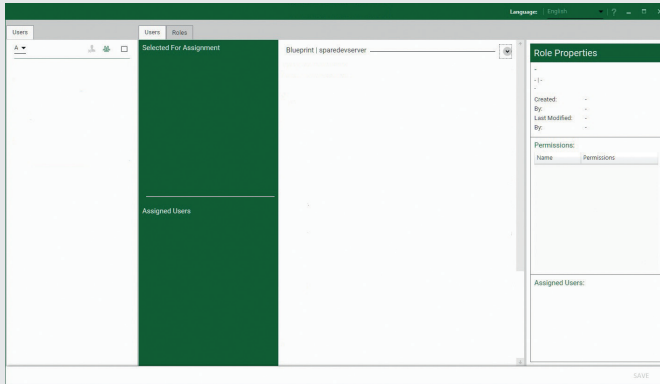 Language: | English | ?
Users
Users Roles
A
Selected For Assignment
Assigned Users
Blueprint | sparedevserver
Role Properties
-
- | -
-
Created: -
By: -
Last Modified: -
By: -
Permissions:
Name Permissions
Assigned Users:
SAVE